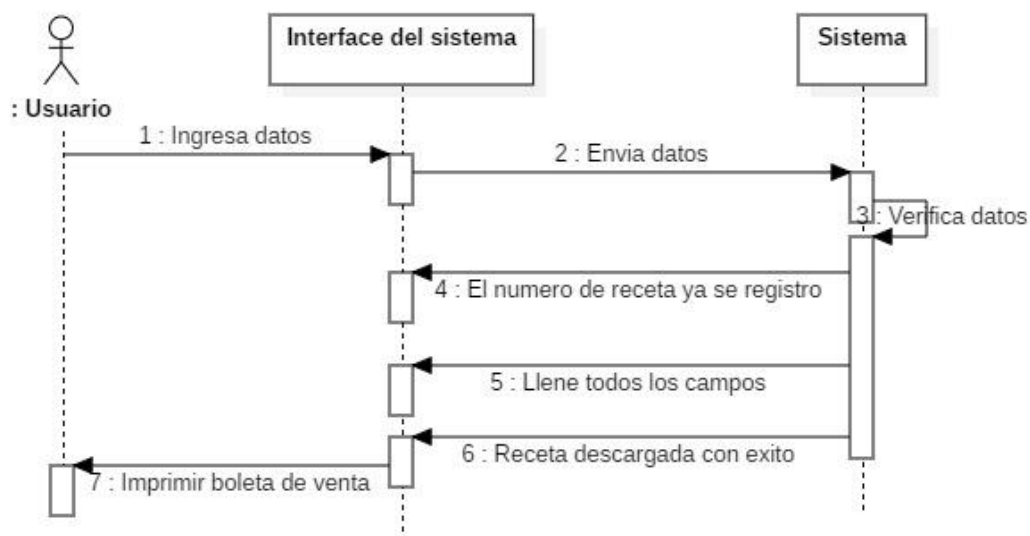 Interface del sistema
Sistema
: Usuario
1 : Ingresa datos
2 : Envia datos
3 : Verifica datos
4 : El numero de receta ya se registro
5 : Llene todos los campos
6 : Receta descargada con exito
7 : Imprimir boleta de venta